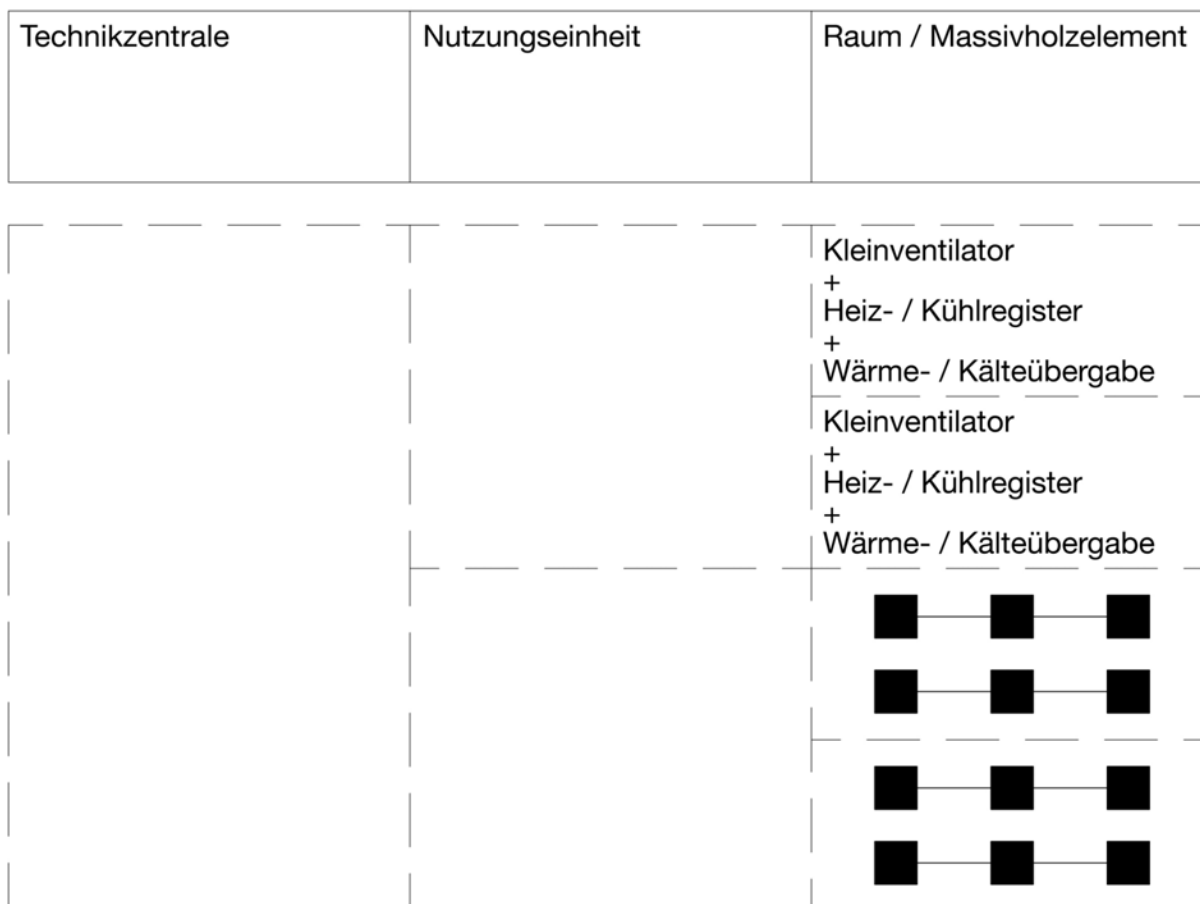 Technikzentrale
Nutzungseinheit
Raum / Massivholzelement
Kleinventilator
+
Heiz- / Kühlregister
+
Wärme- / Kälteübergabe
Kleinventilator
+
Heiz- / Kühlregister
+
Wärme- / Kälteübergabe